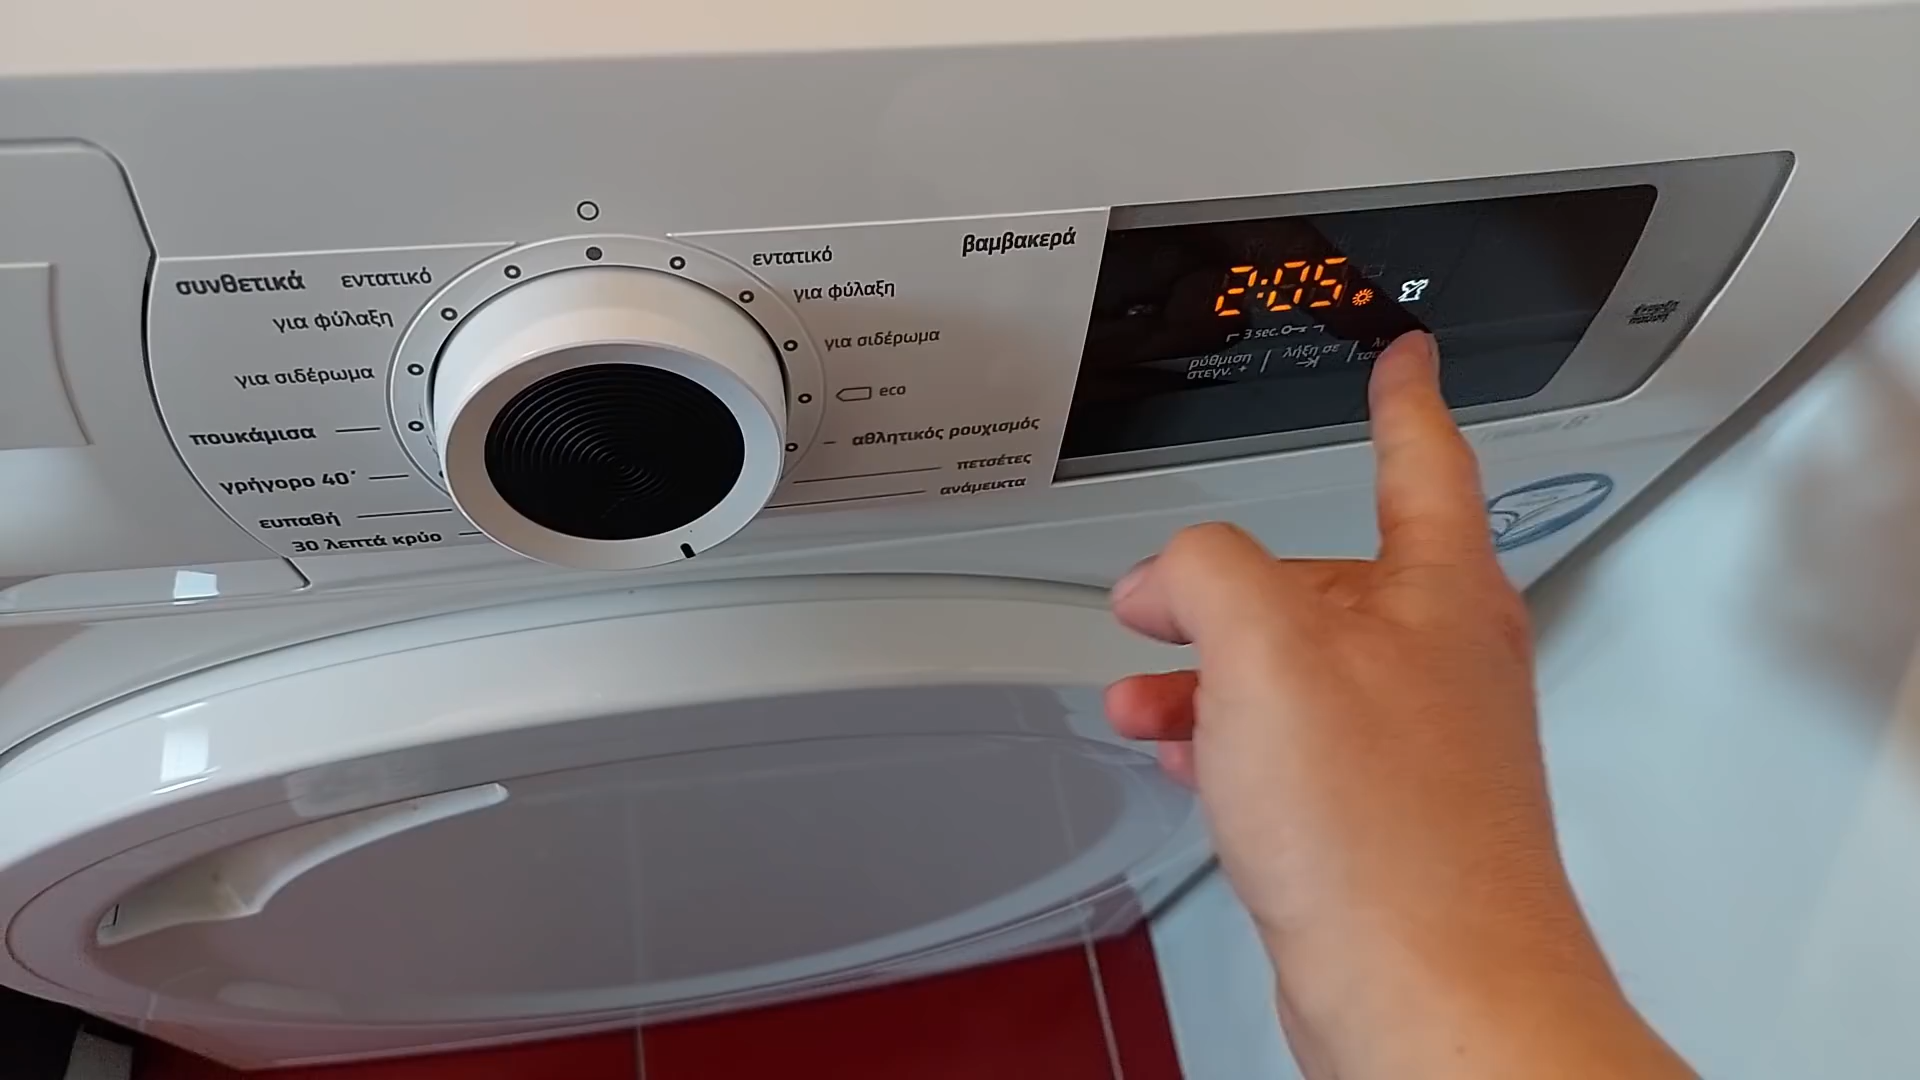 συνθετικά
εντατικό
για φύλαξη
για σιδέρωμα
πουκάμισα
γρήγορο 40°
ευπαθή
30 λεπτά κρύο
βαμβακερά
εντατικό
για φύλαξη
για σιδέρωμα
eco
αθλητικός ρουχισμός
πετσέτες
ανάμεικτα
2:05
3 sec.
ρύθμιση στεγν. +
λήξη σε